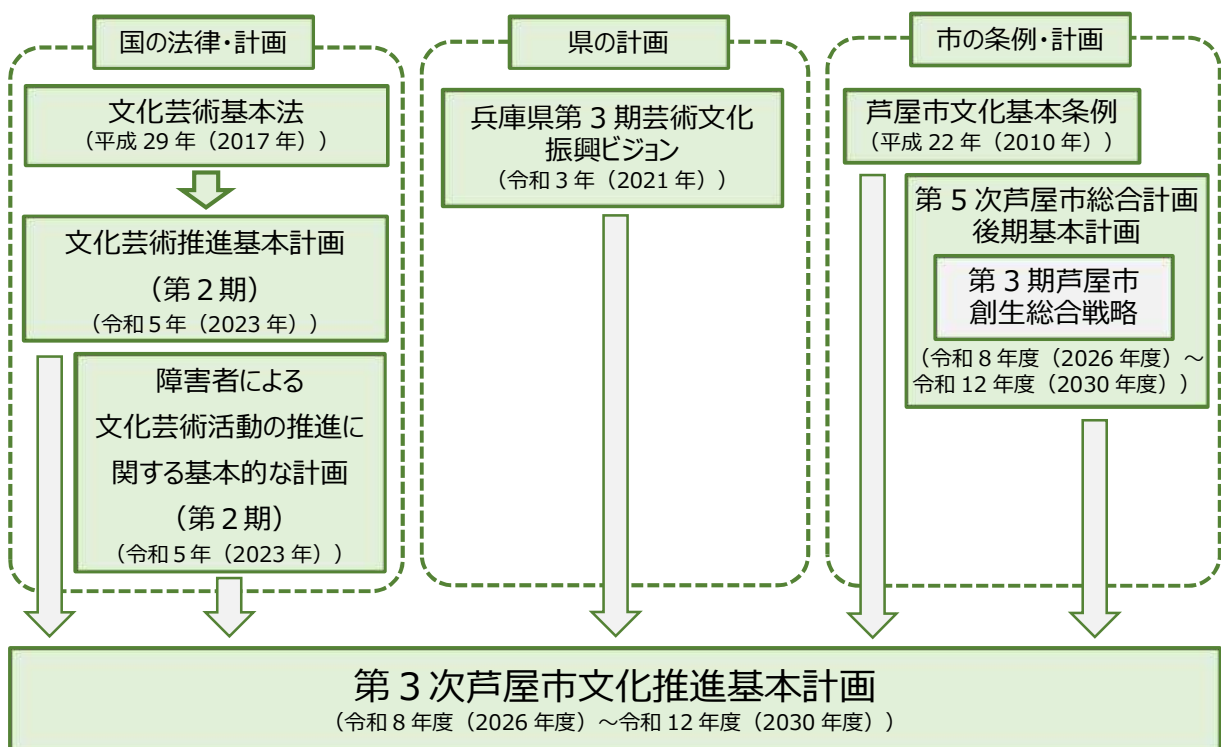 国の法律・計画
文化芸術基本法
（平成 29 年（2017 年））
文化芸術推進基本計画
（第２期）
（令和５年（2023 年））
障害者による
文化芸術活動の推進に
関する基本的な計画
（第２期）
（令和５年（2023 年））
県の計画
兵庫県第３期芸術文化
振興ビジョン
（令和３年（2021 年））
市の条例・計画
芦屋市文化基本条例
（平成 22 年（2010 年））
第５次芦屋市総合計画
後期基本計画
第３期芦屋市
創生総合戦略
（令和８年度（2026 年度）～
令和 12 年度（2030 年度））
第３次芦屋市文化推進基本計画
（令和８年度（2026 年度）～令和 12 年度（2030 年度））